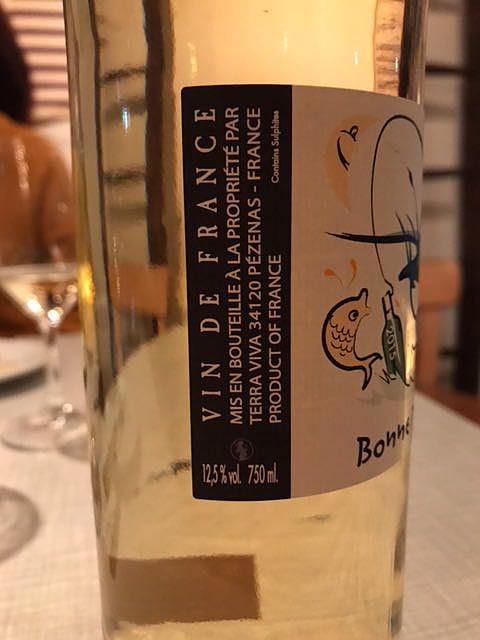 VIN DE FRANCE
MIS EN BOUTEILLE À LA PROPRIÉTÉ PAR
TERRA VIVA 34120 PÉZENAS - FRANCE
PRODUCT OF FRANCE
Contains Sulphites
12,5 % vol. 750 ml.
Bonne